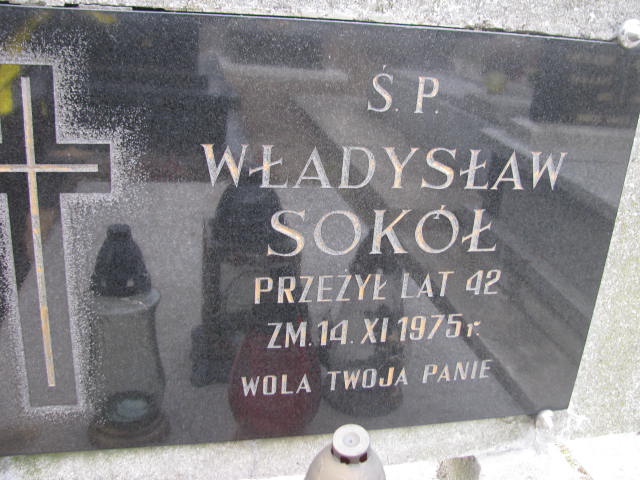 Ś.P.
WŁADYSŁAW
SOKÓŁ
PRZEŻYŁ LAT 42
ZM. 14. XI. 1975 r.
WOLA TWOJA PANIE